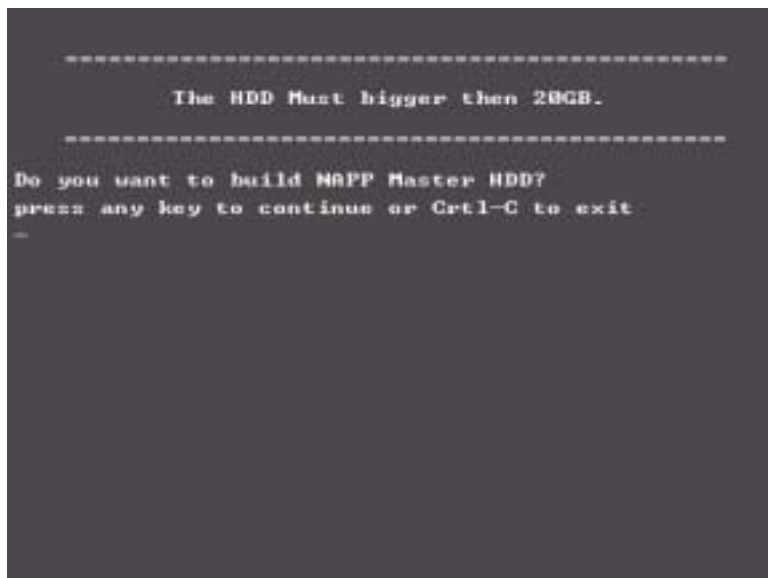 ===============================================
The HDD Must bigger then 20GB.
===============================================
Do you want to build NAPP Master HDD?
press any key to continue or Crtl-C to exit
_